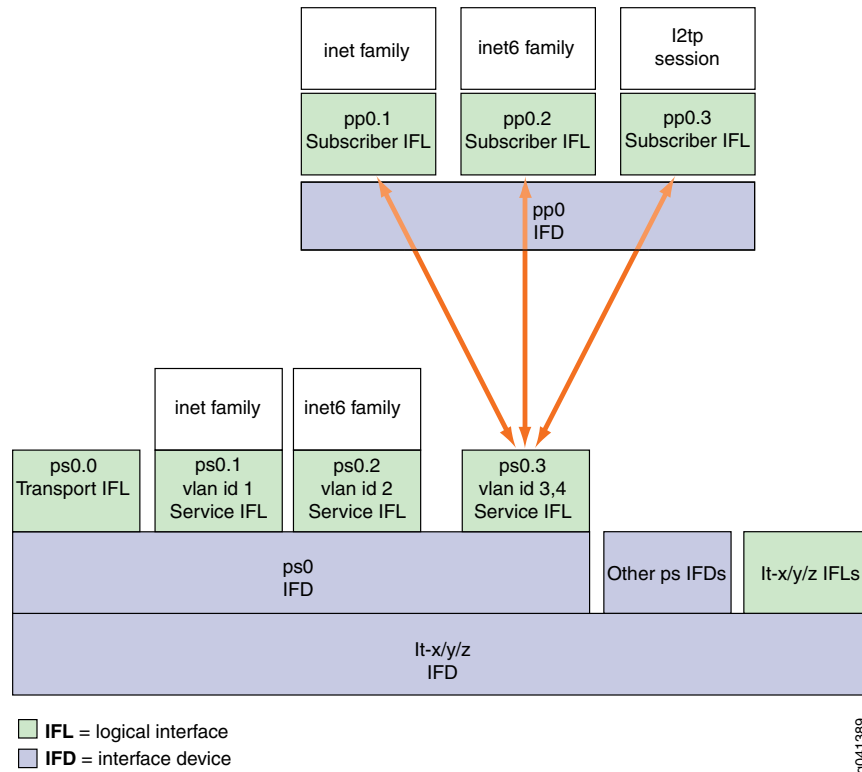 inet family
inet6 family
l2tp
session
pp0.1
Subscriber IFL
pp0.2
Subscriber IFL
pp0.3
Subscriber IFL
pp0
IFD
inet family
inet6 family
ps0.0
Transport IFL
ps0.1
vlan id 1
Service IFL
ps0.2
vlan id 2
Service IFL
ps0.3
vlan id 3,4
Service IFL
ps0
IFD
Other ps IFDs
lt-x/y/z IFLs
lt-x/y/z
IFD
IFL = logical interface
IFD = interface device
g041389